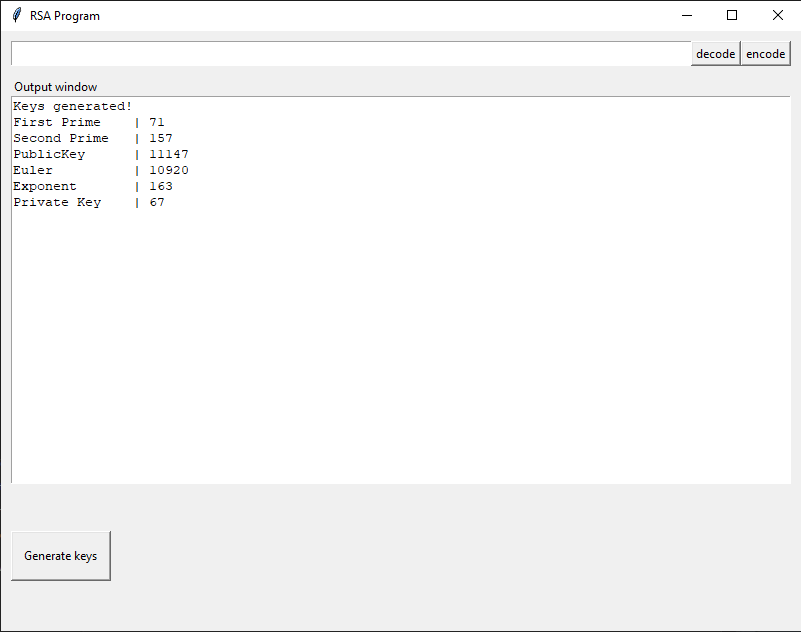 RSA Program
decode encode
Output window
Keys generated!
First Prime    | 71
Second Prime   | 157
PublicKey      | 11147
Euler          | 10920
Exponent       | 163
Private Key    | 67
Generate keys